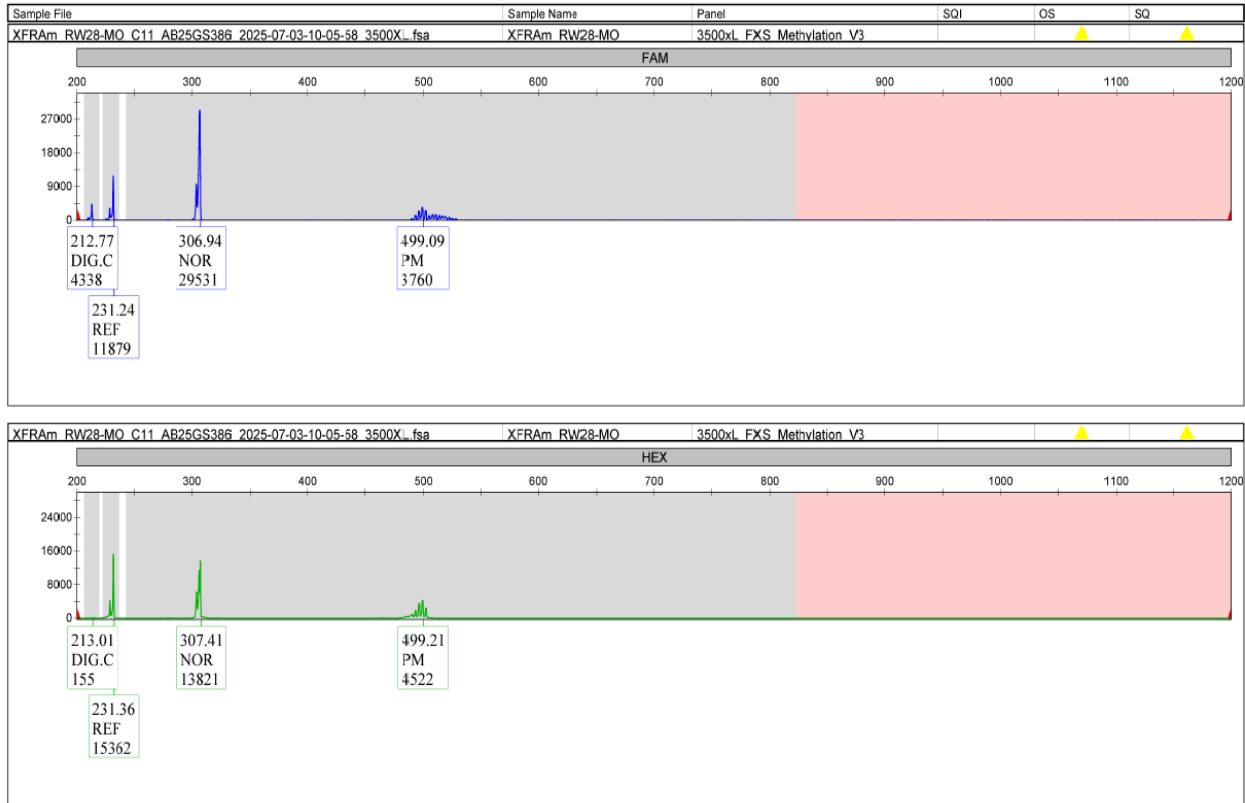 Sample File Sample Name Panel SQI OS SQ
XFRAm_RW28-MO_C11_AB25GS386_2025-07-03-10-05-58_3500XL.fsa XFRAm_RW28-MO 3500xL_FXS_Methylation_V3
FAM
200 300 400 500 600 700 800 900 1000 1100 1200
27000
18000
9000
0
212.77
DIG.C
4338
306.94
NOR
29531
499.09
PM
3760
231.24
REF
11879
XFRAm_RW28-MO_C11_AB25GS386_2025-07-03-10-05-58_3500XL.fsa XFRAm_RW28-MO 3500xL_FXS_Methylation_V3
HEX
200 300 400 500 600 700 800 900 1000 1100 1200
24000
16000
8000
0
213.01
DIG.C
155
307.41
NOR
13821
499.21
PM
4522
231.36
REF
15362